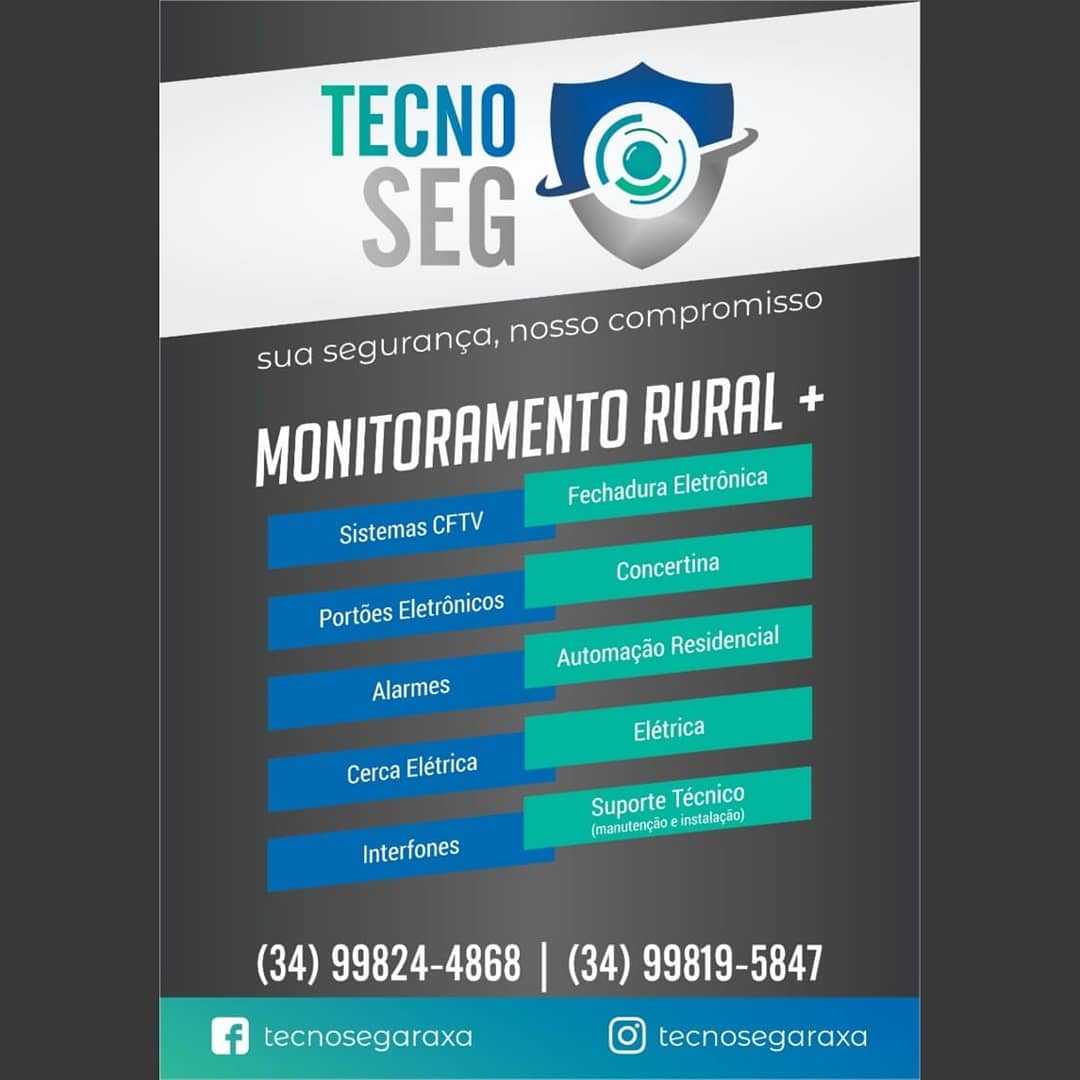 TECNO
SEG
sua segurança, nosso compromisso
MONITORAMENTO RURAL +
Sistemas CFTV
Fechadura Eletrônica
Portões Eletrônicos
Concertina
Alarmes
Automação Residencial
Cerca Elétrica
Elétrica
Interfones
Suporte Técnico
(manutenção e instalação)
(34) 99824-4868 | (34) 99819-5847
tecnosegaraxa
tecnosegaraxa